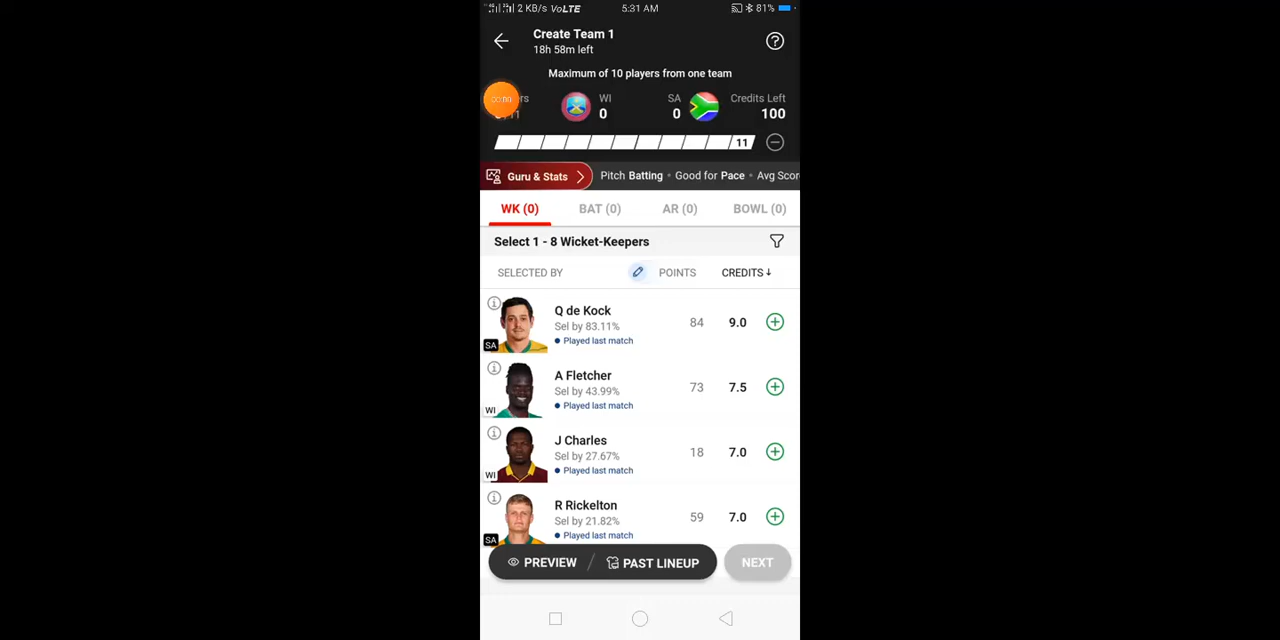 2 KB/s VoLTE 5:31 AM 81%
Create Team 1
18h 58m left
Maximum of 10 players from one team
WI SA Credits Left
0 0 100
11
Guru & Stats Pitch Batting • Good for Pace • Avg Scor
WK (0) BAT (0) AR (0) BOWL (0)
Select 1 - 8 Wicket-Keepers
SELECTED BY POINTS CREDITS↓
Q de Kock
Sel by 83.11% 84 9.0
SA • Played last match
A Fletcher
Sel by 43.99% 73 7.5
WI • Played last match
J Charles
Sel by 27.67% 18 7.0
WI • Played last match
R Rickelton
Sel by 21.82% 59 7.0
SA • Played last match
PREVIEW / PAST LINEUP NEXT